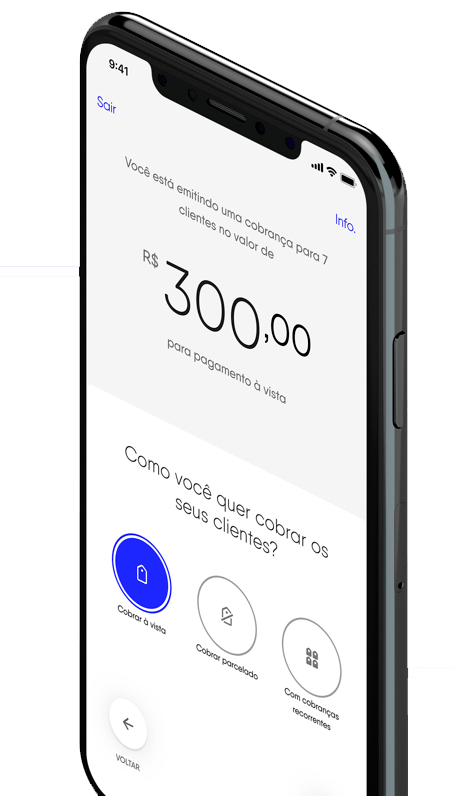 9:41
Sair
Info.
Você está emitindo uma cobrança para 7
clientes no valor de
R$ 300,00
para pagamento à vista
Como você quer cobrar os
seus clientes?
Cobrar à vista
Cobrar parcelado
Com cobranças
recorrentes
VOLTAR